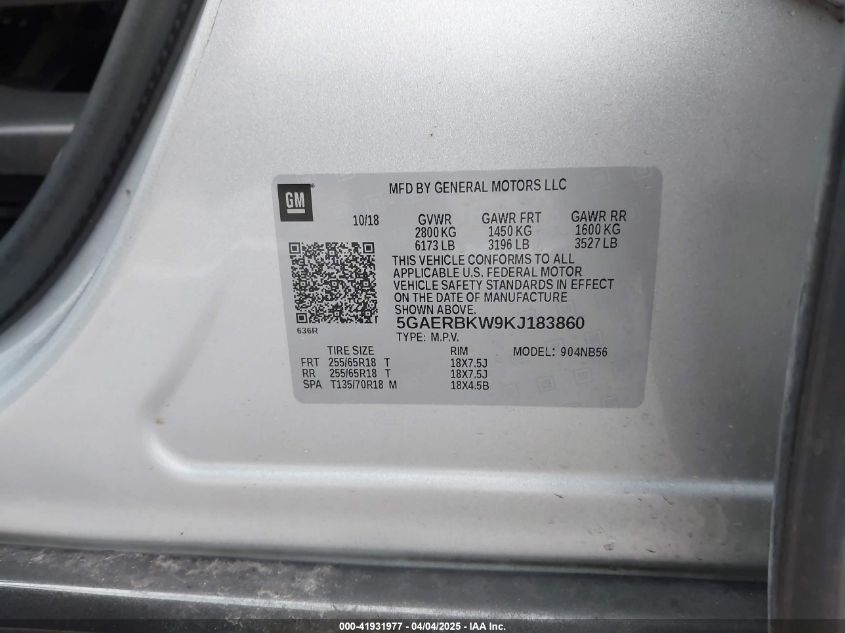 GM
MFD BY GENERAL MOTORS LLC
10/18 GVWR GAWR FRT GAWR RR
2800 KG 1450 KG 1600 KG
6173 LB 3196 LB 3527 LB
THIS VEHICLE CONFORMS TO ALL
APPLICABLE U.S. FEDERAL MOTOR
VEHICLE SAFETY STANDARDS IN EFFECT
ON THE DATE OF MANUFACTURE
SHOWN ABOVE.
5GAERBKW9KJ183860
636R
TYPE: M.P.V.
TIRE SIZE RIM MODEL: 904NB56
FRT 255/65R18 T 18X7.5J
RR 255/65R18 T 18X7.5J
SPA T135/70R18 M 18X4.5B
000-41931977 - 04/04/2025 - IAA Inc.